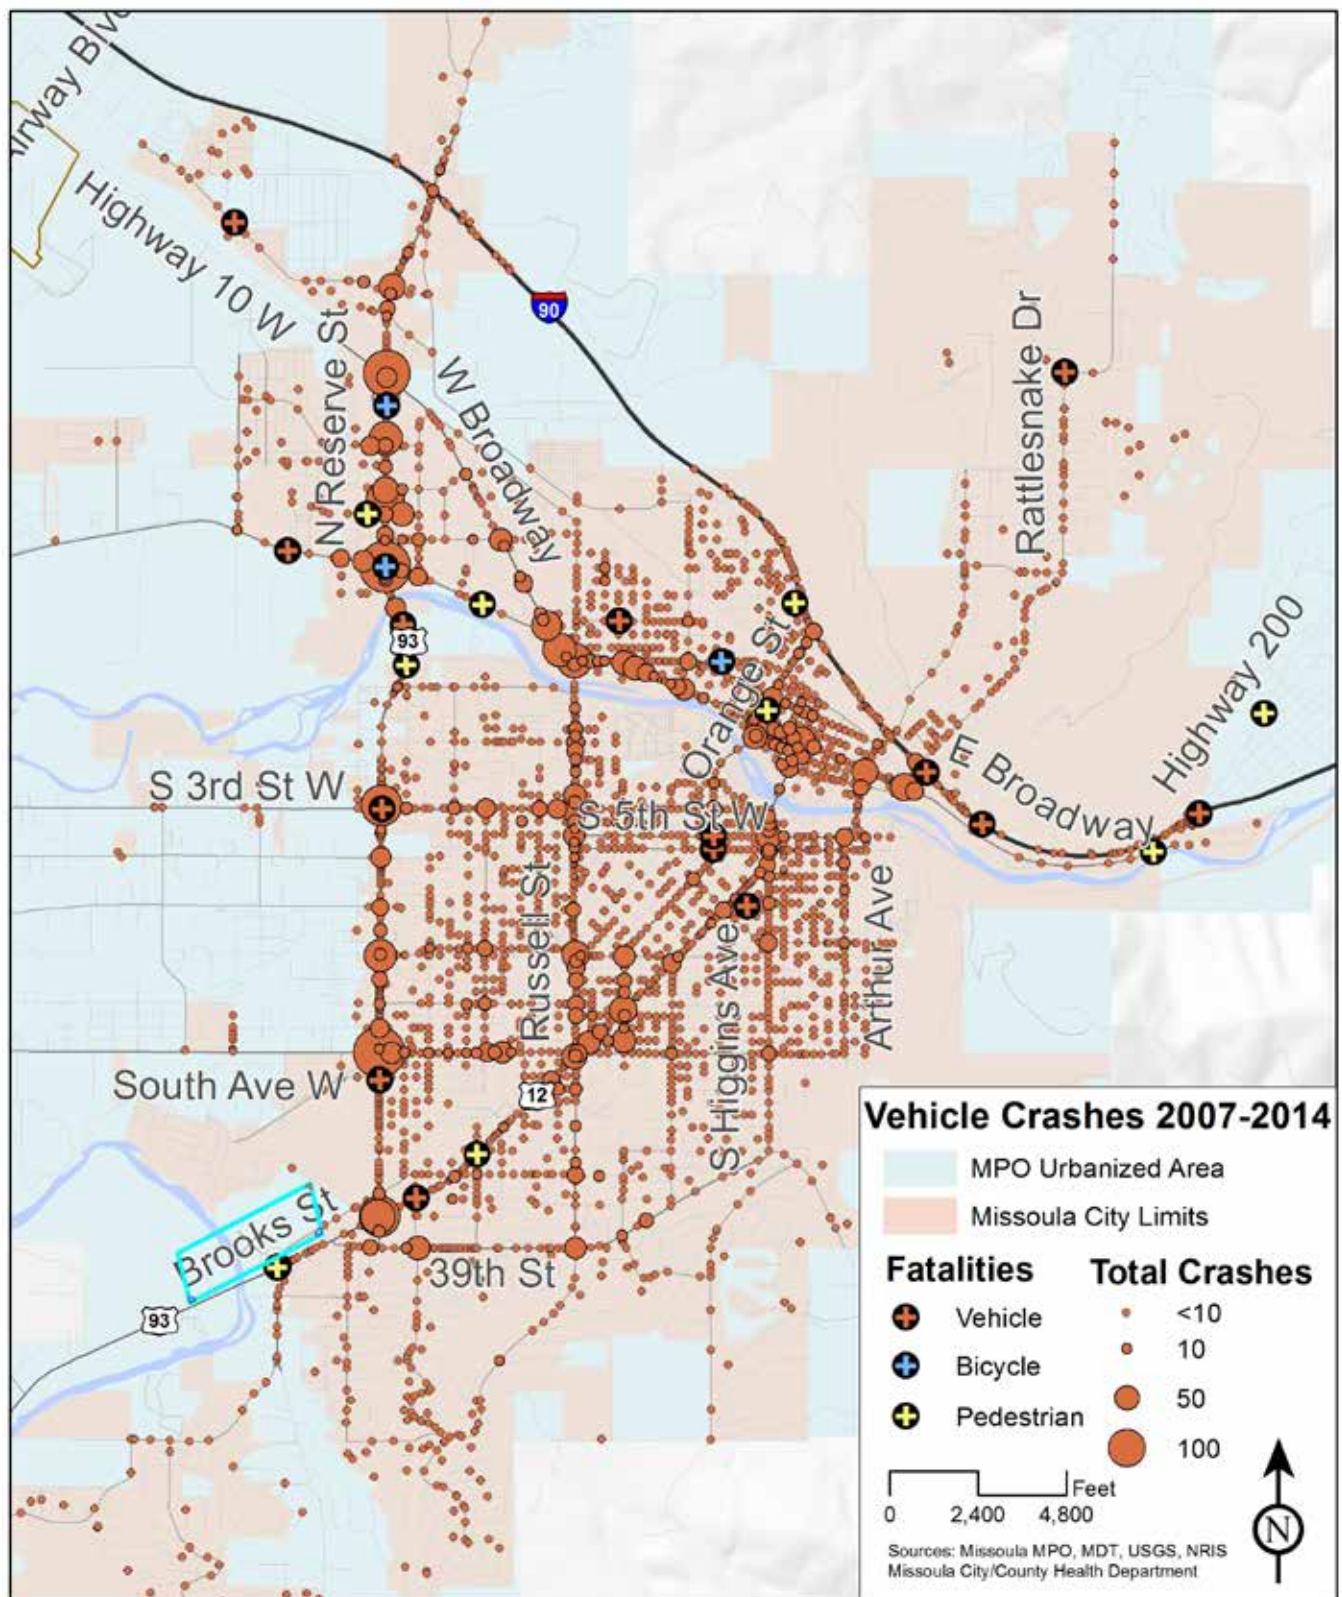 Airway Blvd
Highway 10 W
90
N Reserve St
W Broadway
Rattlesnake Dr
93
Orange St
Highway 200
S 3rd St W
S 5th St W
E Broadway
Russell St
Arthur Ave
South Ave W
12
S Higgins Ave
Brooks St
39th St
93
Vehicle Crashes 2007-2014
MPO Urbanized Area
Missoula City Limits
Fatalities
Vehicle
Bicycle
Pedestrian
Total Crashes
<10
10
50
100
Feet
0 2,400 4,800
Sources: Missoula MPO, MDT, USGS, NRIS
Missoula City/County Health Department
N